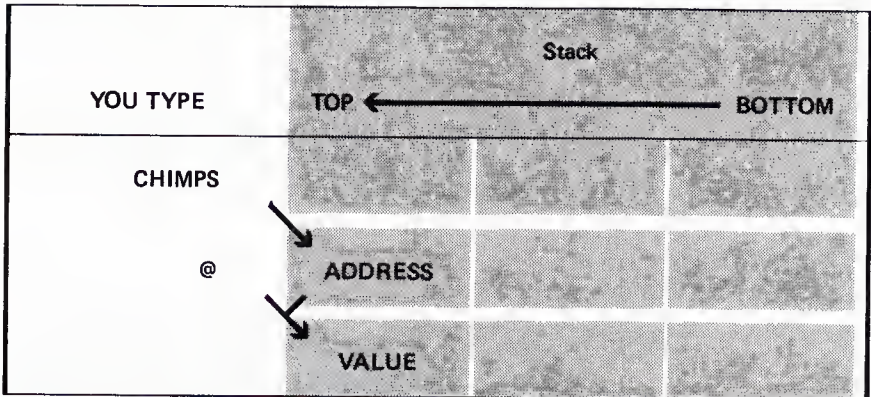 Stack
YOU TYPE TOP BOTTOM
CHIMPS
@ ADDRESS
VALUE